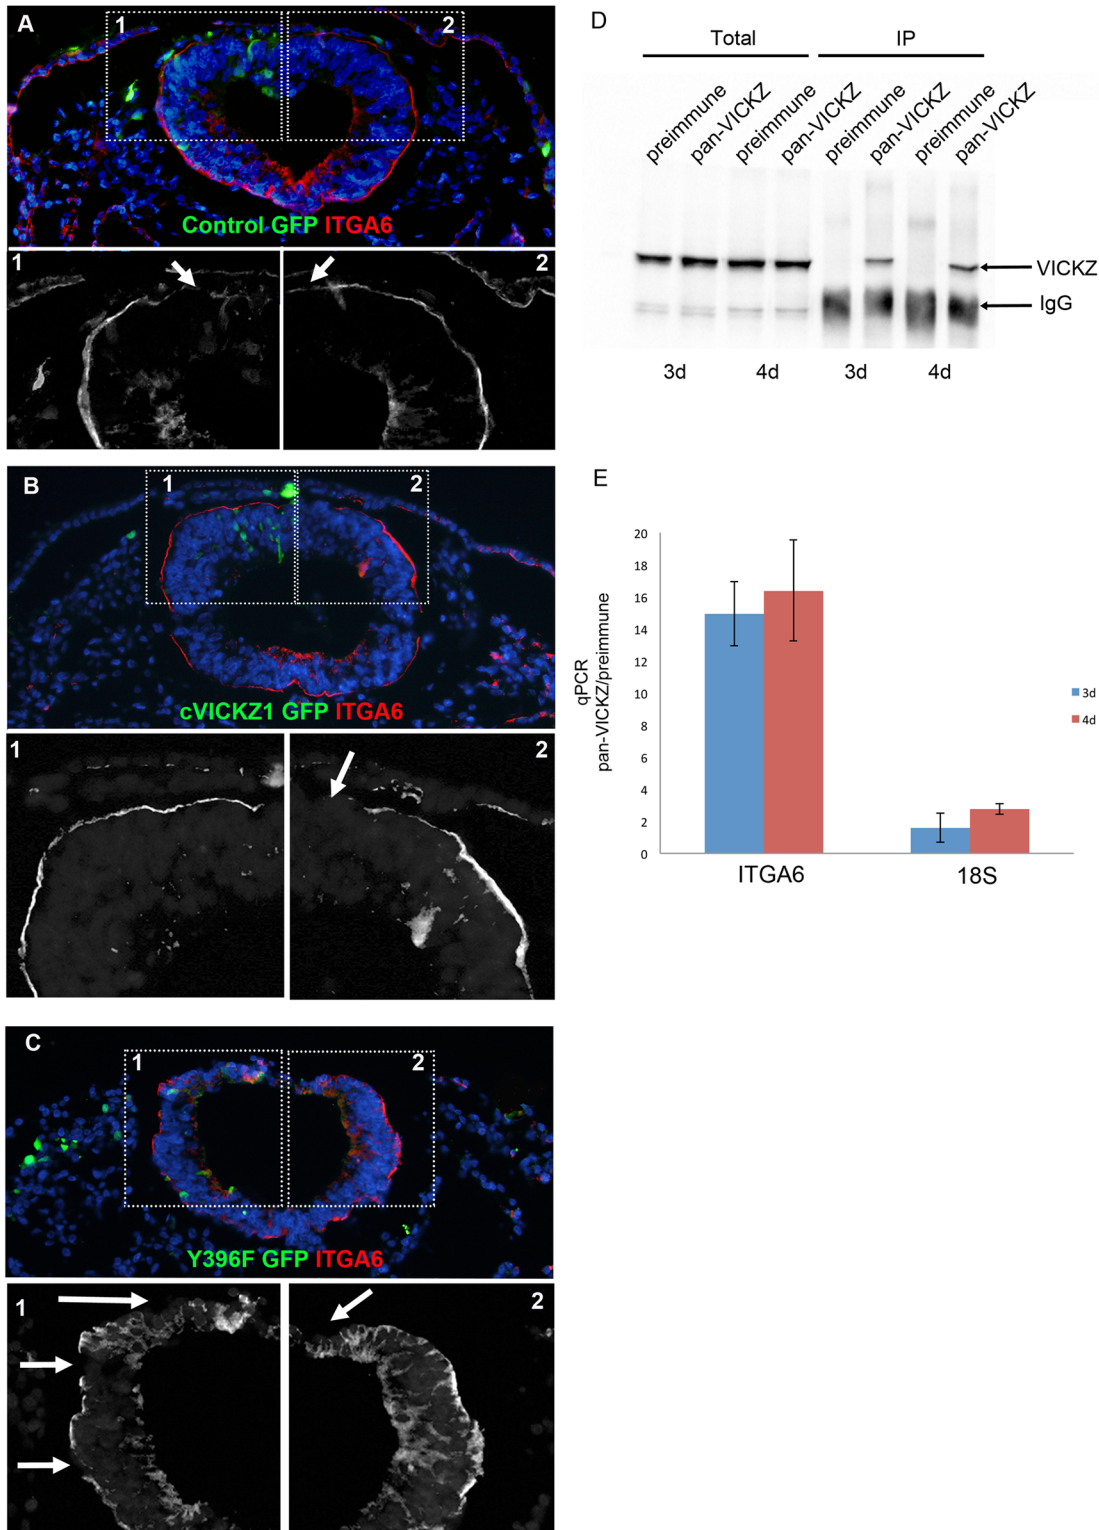 A
1
2
Control GFP ITGA6
1
2
B
1
2
cVICKZ1 GFP ITGA6
1
2
C
1
2
Y396F GFP ITGA6
1
2
D
Total
IP
preimmune
pan-VICKZ
preimmune
pan-VICKZ
preimmune
pan-VICKZ
preimmune
pan-VICKZ
VICKZ
IgG
3d
4d
3d
4d
E
qPCR
pan-VICKZ/preimmune
20
18
16
14
12
10
8
6
4
2
0
ITGA6
18S
3d
4d